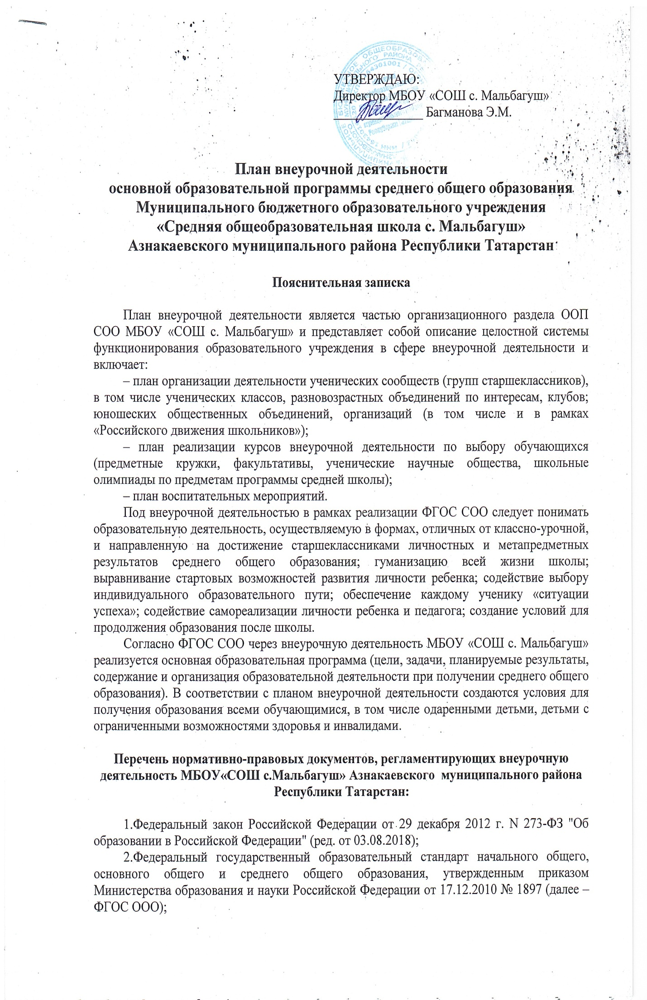 УТВЕРЖДАЮ:
Директор МБОУ «СОШ с. Мальбагуш»
Багманова Э.М.
План внеурочной деятельности
основной образовательной программы среднего общего образования
Муниципального бюджетного образовательного учреждения
«Средняя общеобразовательная школа с. Мальбагуш»
Азнакаевского муниципального района Республики Татарстан
Пояснительная записка
План внеурочной деятельности является частью организационного раздела ООП
СОО МБОУ «СОШ с. Мальбагуш» и представляет собой описание целостной системы
функционирования образовательного учреждения в сфере внеурочной деятельности и
включает:
– план организации деятельности ученических сообществ (групп старшеклассников),
в том числе ученических классов, разновозрастных объединений по интересам, клубов;
юношеских общественных объединений, организаций (в том числе и в рамках
«Российского движения школьников»);
– план реализации курсов внеурочной деятельности по выбору обучающихся
(предметные кружки, факультативы, ученические научные общества, школьные
олимпиады по предметам программы средней школы);
– план воспитательных мероприятий.
Под внеурочной деятельностью в рамках реализации ФГОС СОО следует понимать
образовательную деятельность, осуществляемую в формах, отличных от классно-урочной,
и направленную на достижение старшеклассниками личностных и метапредметных
результатов среднего общего образования; гуманизацию всей жизни школы;
выравнивание стартовых возможностей развития личности ребенка; содействие выбору
индивидуального образовательного пути; обеспечение каждому ученику «ситуации
успеха»; содействие самореализации личности ребенка и педагога; создание условий для
продолжения образования после школы.
Согласно ФГОС СОО через внеурочную деятельность МБОУ «СОШ с. Мальбагуш»
реализуется основная образовательная программа (цели, задачи, планируемые результаты,
содержание и организация образовательной деятельности при получении среднего общего
образования). В соответствии с планом внеурочной деятельности создаются условия для
получения образования всеми обучающимися, в том числе одаренными детьми, детьми с
ограниченными возможностями здоровья и инвалидами.
Перечень нормативно-правовых документов, регламентирующих внеурочную
деятельность МБОУ«СОШ с.Мальбагуш» Азнакаевского муниципального района
Республики Татарстан:
1.Федеральный закон Российской Федерации от 29 декабря 2012 г. N 273-ФЗ "Об
образовании в Российской Федерации" (ред. от 03.08.2018);
2.Федеральный государственный образовательный стандарт начального общего,
основного общего и среднего общего образования, утвержденным приказом
Министерства образования и науки Российской Федерации от 17.12.2010 № 1897 (далее –
ФГОС ООО);